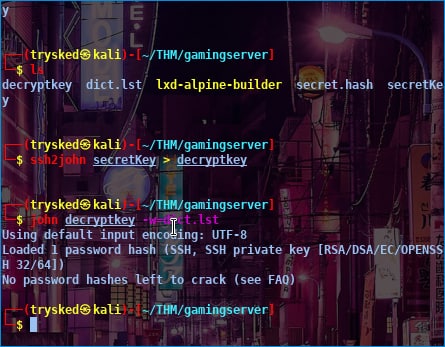 y
┌──(trysked㉿kali)-[~/THM/gamingserver]
└─$ ls
decryptkey  dict.lst  lxd-alpine-builder  secret.hash  secretKe
y
┌──(trysked㉿kali)-[~/THM/gamingserver]
└─$ ssh2john secretKey > decryptkey
┌──(trysked㉿kali)-[~/THM/gamingserver]
└─$ john decryptkey -w=dict.lst
Using default input encoding: UTF-8
Loaded 1 password hash (SSH, SSH private key [RSA/DSA/EC/OPENSS
H 32/64])
No password hashes left to crack (see FAQ)
┌──(trysked㉿kali)-[~/THM/gamingserver]
└─$